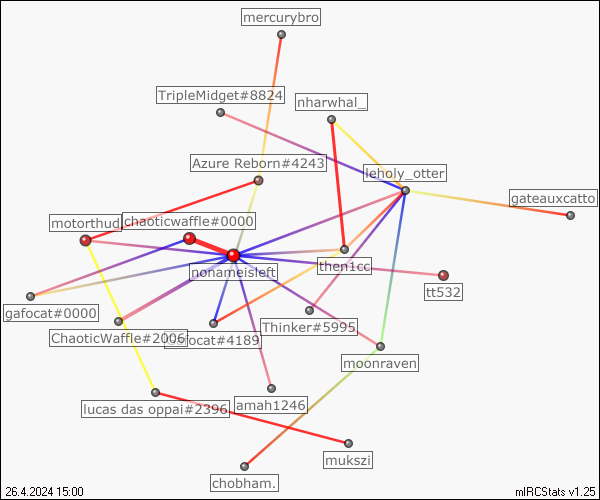 mercurybro
TripleMidget#8824
nharwhal_
Azure Reborn#4243
leholy_otter
gateauxcatto
motorthud
chaoticwaffle#0000
nonameisleft
then1cc
tt532
gafocat#0000
ChaoticWaffle#2006
focat#4189
Thinker#5995
moonraven
lucas das oppai#2396
amah1246
mukszi
chobham.
26.4.2024 15:00
mIRCStats v1.25